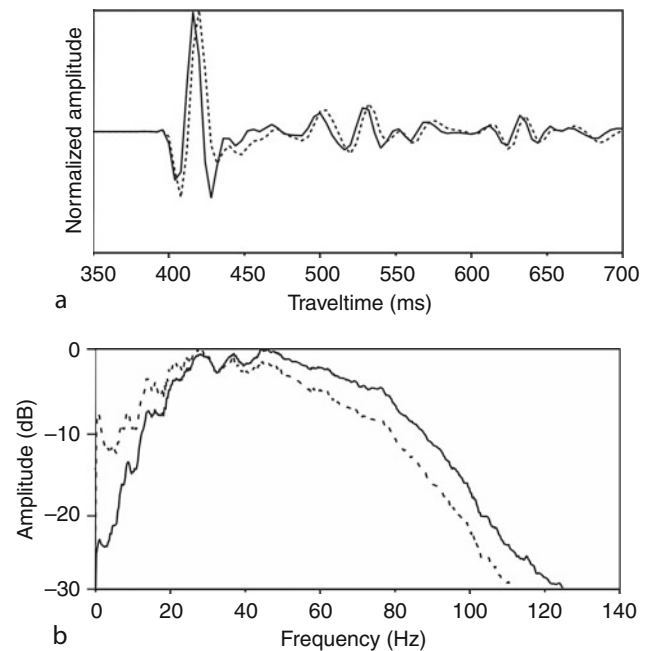 Normalized amplitude
350 400 450 500 550 600 650 700
Traveltime (ms)
a
0
–10
–20
–30
Amplitude (dB)
0 20 40 60 80 100 120 140
Frequency (Hz)
b